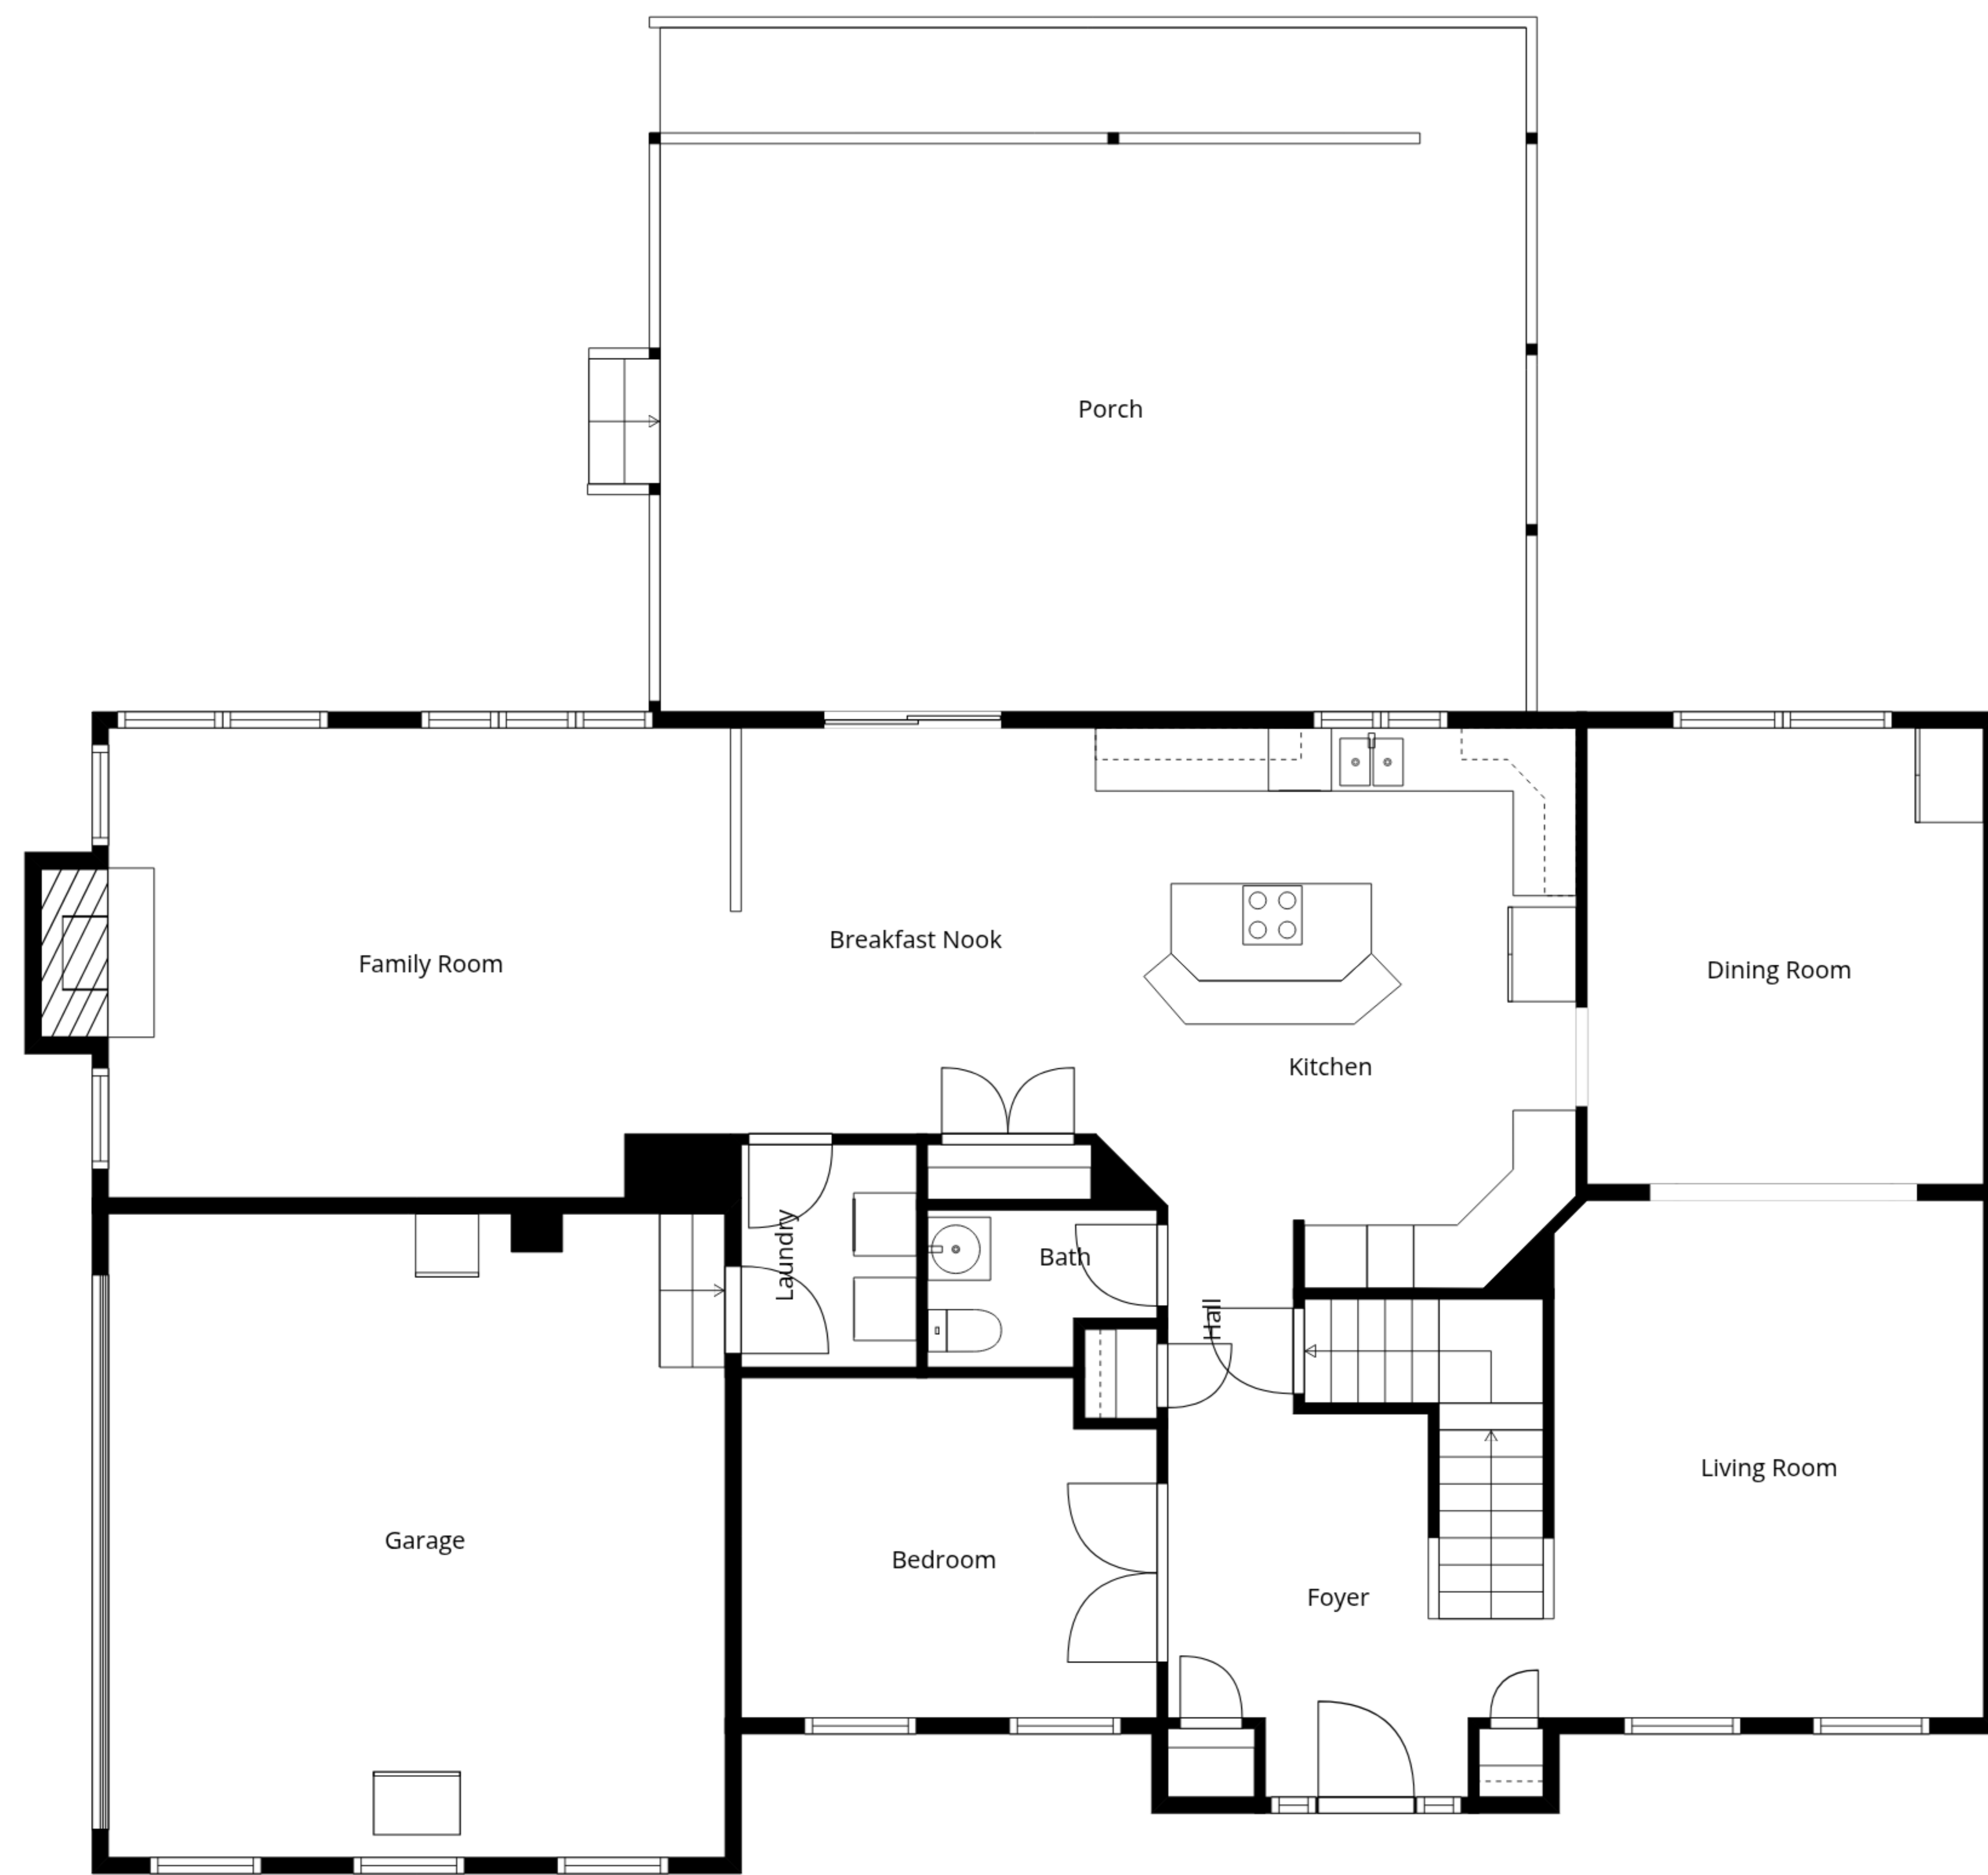 Porch
Breakfast Nook
Family Room
Dining Room
Kitchen
Laundry
Bath
Hall
Living Room
Garage
Bedroom
Foyer